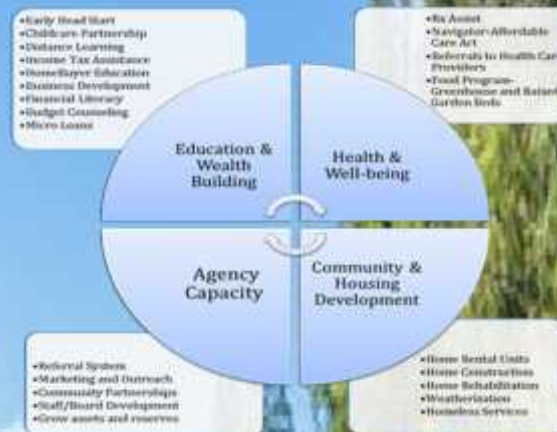 •Early Head Start
•Childcare Partnership
•Distance Learning
•Income Tax Assistance
•HomeBuyer Education
•Business Development
•Financial Literacy
•Budget Counseling
•Micro Loans
•Rx Assist
•Navigator-Affordable
Care Act
•Referrals to Health Care
Providers
•Food Program-
Greenhouse and Raised
Garden Beds
Education &
Wealth
Building
Health &
Well-being
Agency
Capacity
Community &
Housing
Development
•Referral System
•Marketing and Outreach
•Community Partnerships
•Staff/Board Development
•Grow assets and reserves
•Home Rental Units
•Home Construction
•Home Rehabilitation
•Weatherization
•Homeless Services